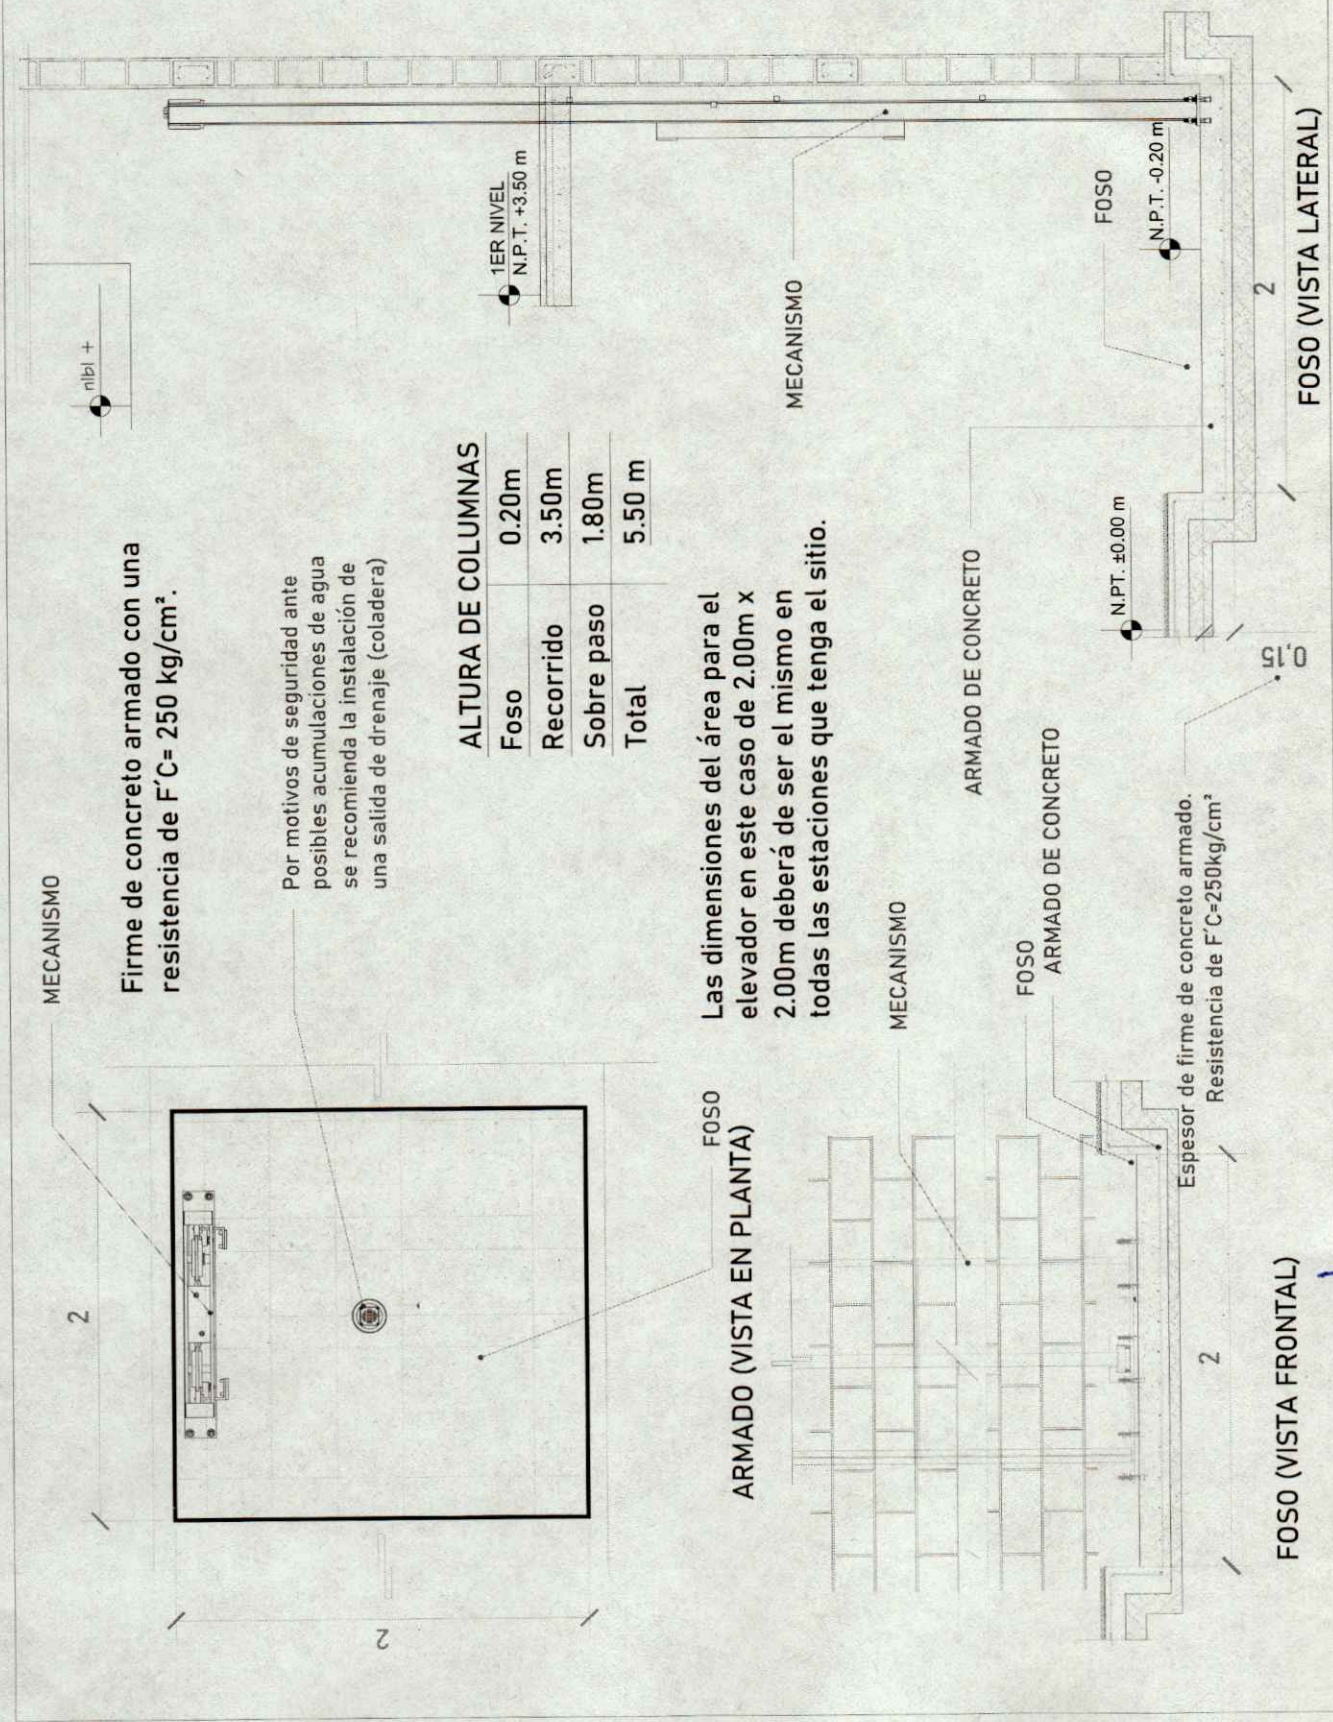 MECANISMO
2
2
Firme de concreto armado con una
resistencia de F´C= 250 kg/cm².
Por motivos de seguridad ante
posibles acumulaciones de agua
se recomienda la instalación de
una salida de drenaje (coladera)
FOSO
ARMADO (VISTA EN PLANTA)
ALTURA DE COLUMNAS
Foso 0.20m
Recorrido 3.50m
Sobre paso 1.80m
Total 5.50 m
Las dimensiones del área para el
elevador en este caso de 2.00m x
2.00m deberá de ser el mismo en
todas las estaciones que tenga el sitio.
MECANISMO
FOSO
ARMADO DE CONCRETO
Espesor de firme de concreto armado.
Resistencia de F´C=250kg/cm²
2
FOSO (VISTA FRONTAL)
nlbl +
1ER NIVEL
N.P.T. +3.50 m
MECANISMO
ARMADO DE CONCRETO
FOSO
N.P.T. -0.20 m
N.PT. ±0.00 m
0,15
2
FOSO (VISTA LATERAL)